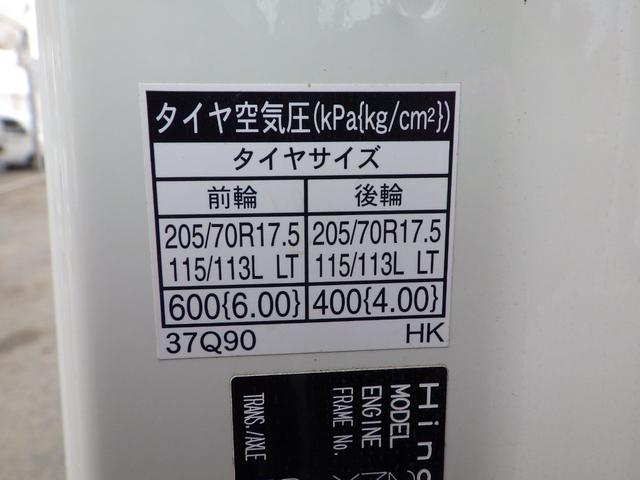 タイヤ空気圧(kPa{kg/cm²})
タイヤサイズ
前輪 後輪
205/70R17.5 205/70R17.5
115/113L LT 115/113L LT
600{6.00} 400{4.00}
37Q90 HK
MODEL
ENGINE
FRAME No.
TRANS./AXLE